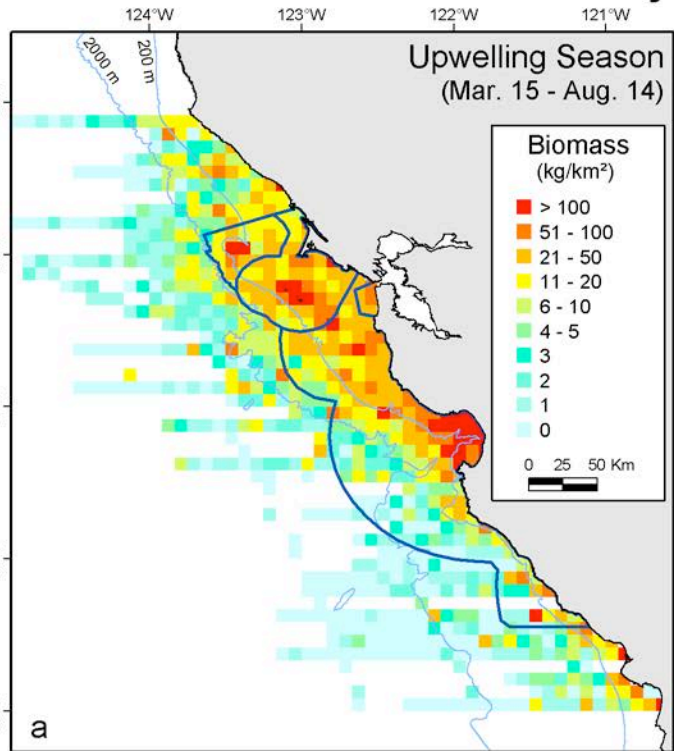 124°W 123°W 122°W 121°W
2000 m
200 m
Upwelling Season
(Mar. 15 - Aug. 14)
Biomass
(kg/km²)
> 100
51 - 100
21 - 50
11 - 20
6 - 10
4 - 5
3
2
1
0
0 25 50 Km
a